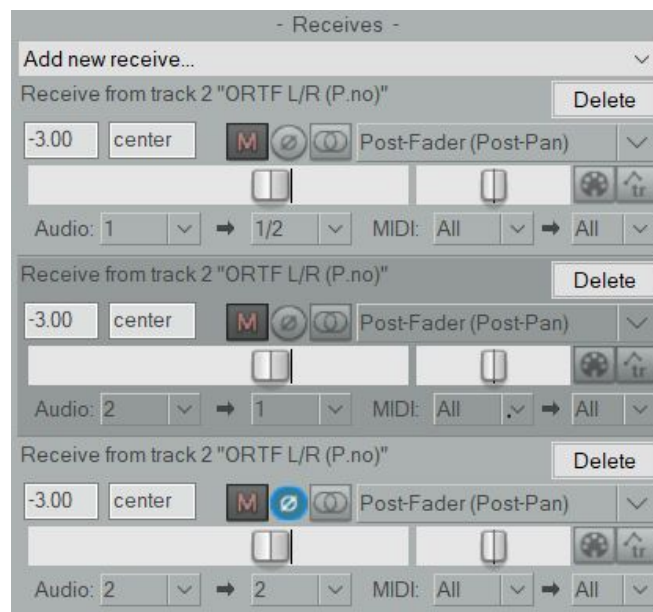 - Receives -
Add new receive...
Receive from track 2 "ORTF L/R (P.no)" Delete
-3.00 center M Post-Fader (Post-Pan)
tr
Audio: 1 1/2 MIDI: All All
Receive from track 2 "ORTF L/R (P.no)" Delete
-3.00 center M Post-Fader (Post-Pan)
tr
Audio: 2 1 MIDI: All All
Receive from track 2 "ORTF L/R (P.no)" Delete
-3.00 center M Post-Fader (Post-Pan)
tr
Audio: 2 2 MIDI: All All